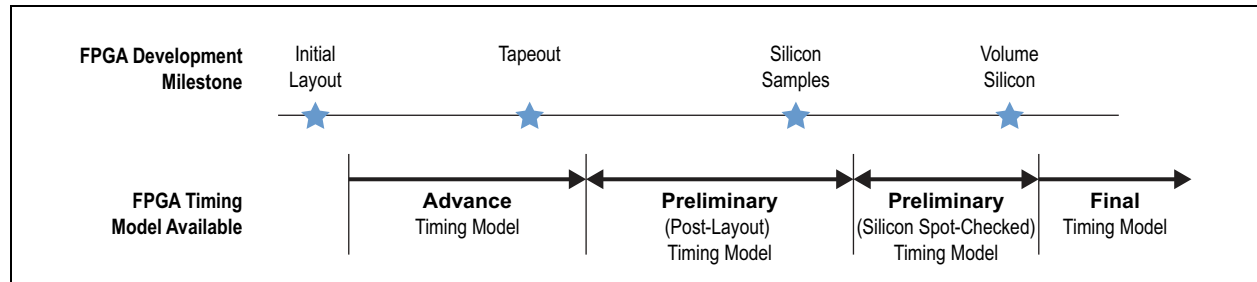 FPGA Development
Milestone
Initial
Layout
Tapeout
Silicon
Samples
Volume
Silicon
FPGA Timing
Model Available
Advance
Timing Model
Preliminary
(Post-Layout)
Timing Model
Preliminary
(Silicon Spot-Checked)
Timing Model
Final
Timing Model